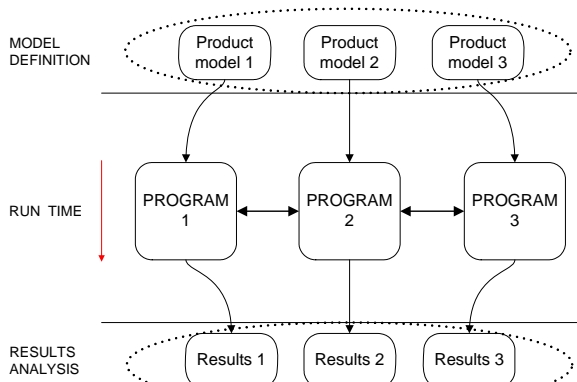 MODEL
DEFINITION
Product
model 1
Product
model 2
Product
model 3
RUN TIME
PROGRAM
1
PROGRAM
2
PROGRAM
3
RESULTS
ANALYSIS
Results 1
Results 2
Results 3